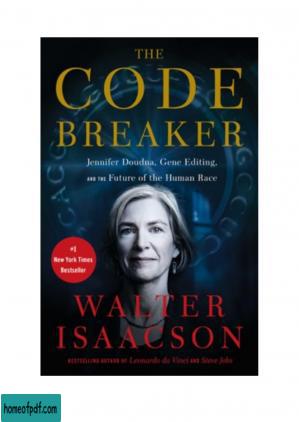 THE
CODE
BREAKER
Jennifer Doudna, Gene Editing,
AND THE Future of the Human Race
#1
New York Times
Bestseller
WALTER
ISAACSON
BESTSELLING AUTHOR OF Leonardo da Vinci AND Steve Jobs
homeofpdf.com